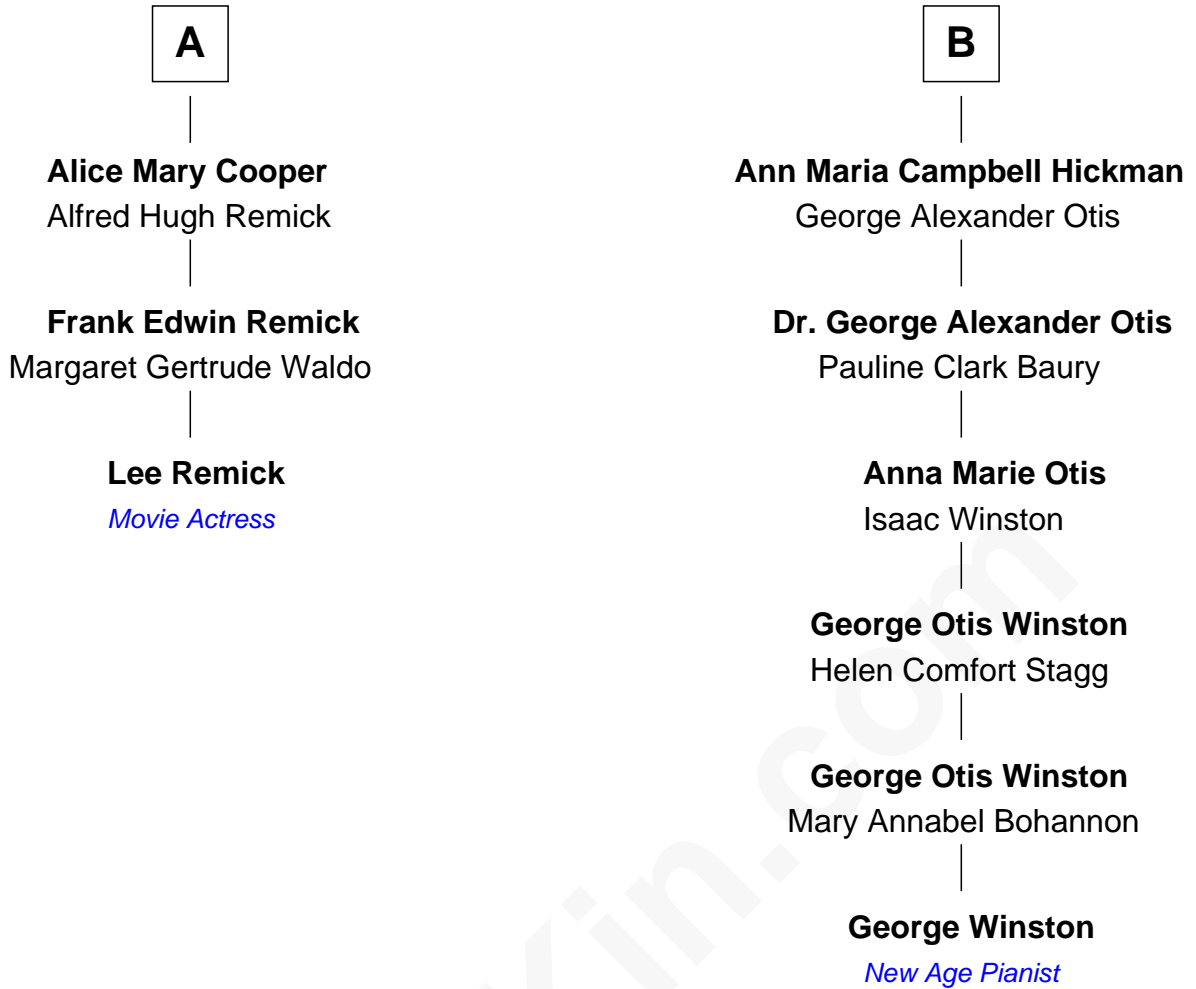 A
Alice Mary Cooper
Alfred Hugh Remick
Frank Edwin Remick
Margaret Gertrude Waldo
Lee Remick
Movie Actress
B
Ann Maria Campbell Hickman
George Alexander Otis
Dr. George Alexander Otis
Pauline Clark Baury
Anna Marie Otis
Isaac Winston
George Otis Winston
Helen Comfort Stagg
George Otis Winston
Mary Annabel Bohannon
George Winston
New Age Pianist
Kin.com